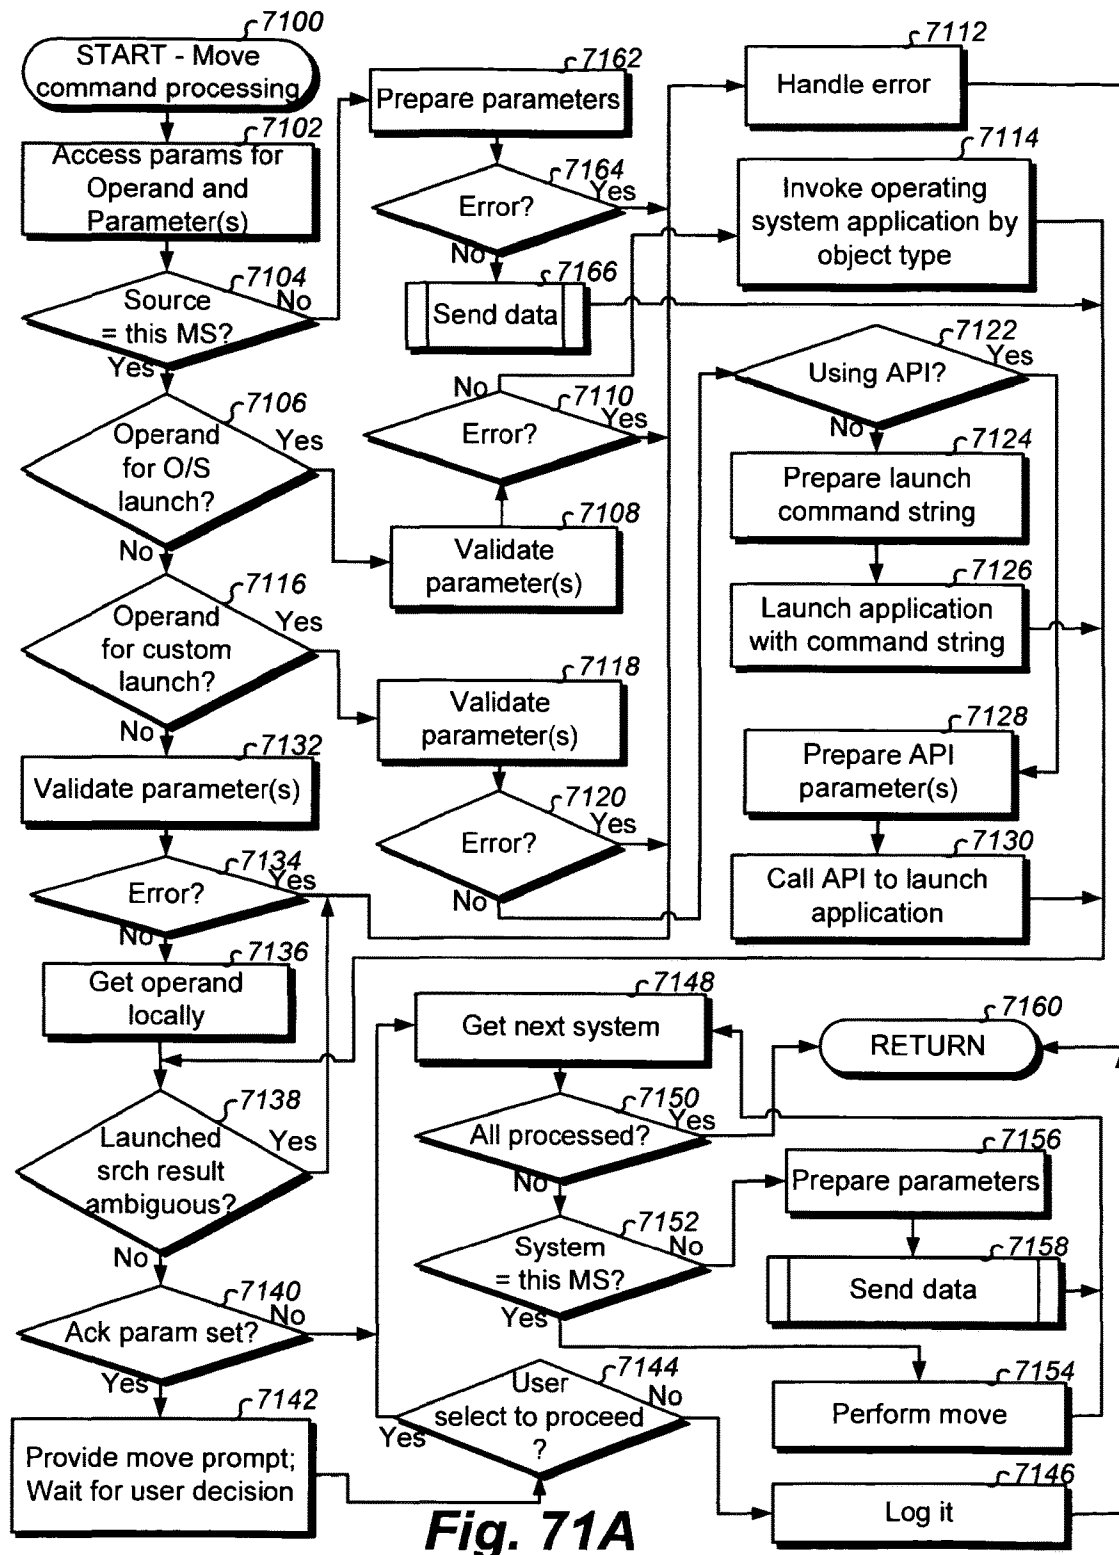 7100
START - Move
command processing
7102
Access params for
Operand and
Parameter(s)
7104
Source
= this MS?
No
Yes
7106
Operand
for O/S
launch?
Yes
No
7116
Operand
for custom
launch?
Yes
No
7132
Validate parameter(s)
7134
Error?
Yes
No
7136
Get operand
locally
7138
Launched
srch result
ambiguous?
Yes
No
7140
Ack param set?
No
Yes
7142
Provide move prompt;
Wait for user decision
7162
Prepare parameters
7164
Error?
Yes
No
7166
Send data
No
7110
Error?
Yes
7108
Validate
parameter(s)
7118
Validate
parameter(s)
7120
Error?
Yes
No
7112
Handle error
7114
Invoke operating
system application by
object type
7122
Using API?
Yes
No
7124
Prepare launch
command string
7126
Launch application
with command string
7128
Prepare API
parameter(s)
7130
Call API to launch
application
7148
Get next system
7150
All processed?
Yes
No
7152
System
= this MS?
No
Yes
7144
User
select to proceed
?
No
Yes
7160
RETURN
7156
Prepare parameters
7158
Send data
7154
Perform move
7146
Log it
Fig. 71A